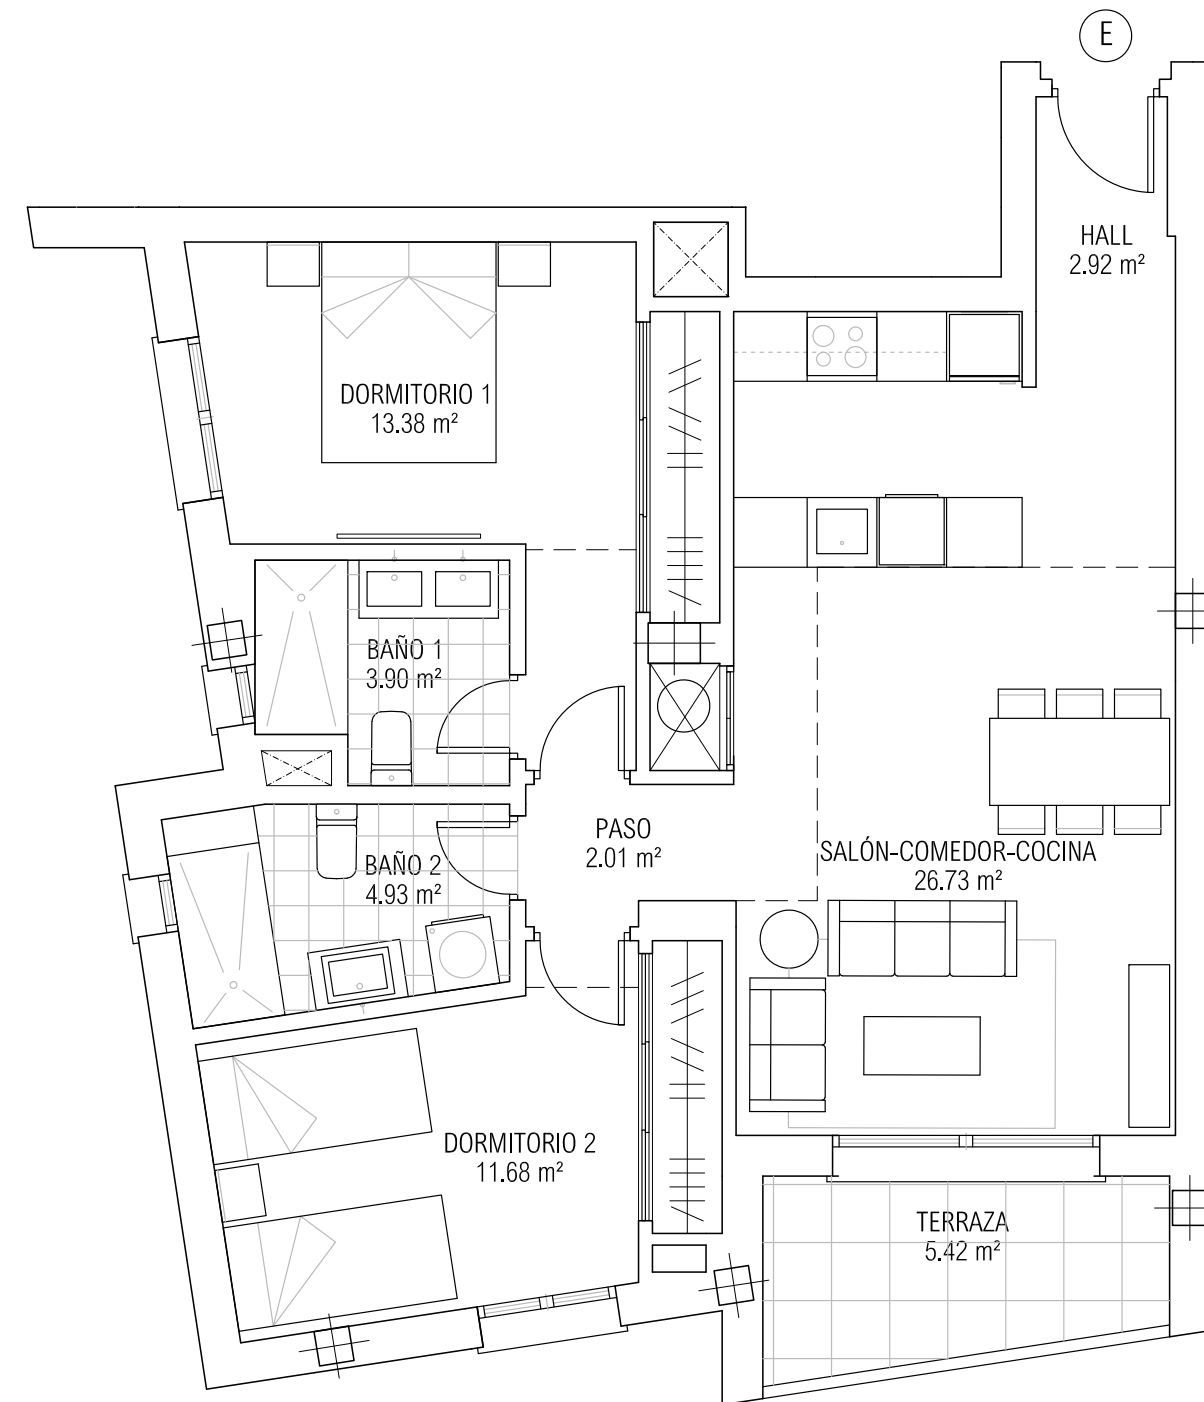 E
HALL
2.92 m²
DORMITORIO 1
13.38 m²
BAÑO 1
3.90 m²
PASO
2.01 m²
SALÓN-COMEDOR-COCINA
26.73 m²
BAÑO 2
4.93 m²
DORMITORIO 2
11.68 m²
TERRAZA
5.42 m²